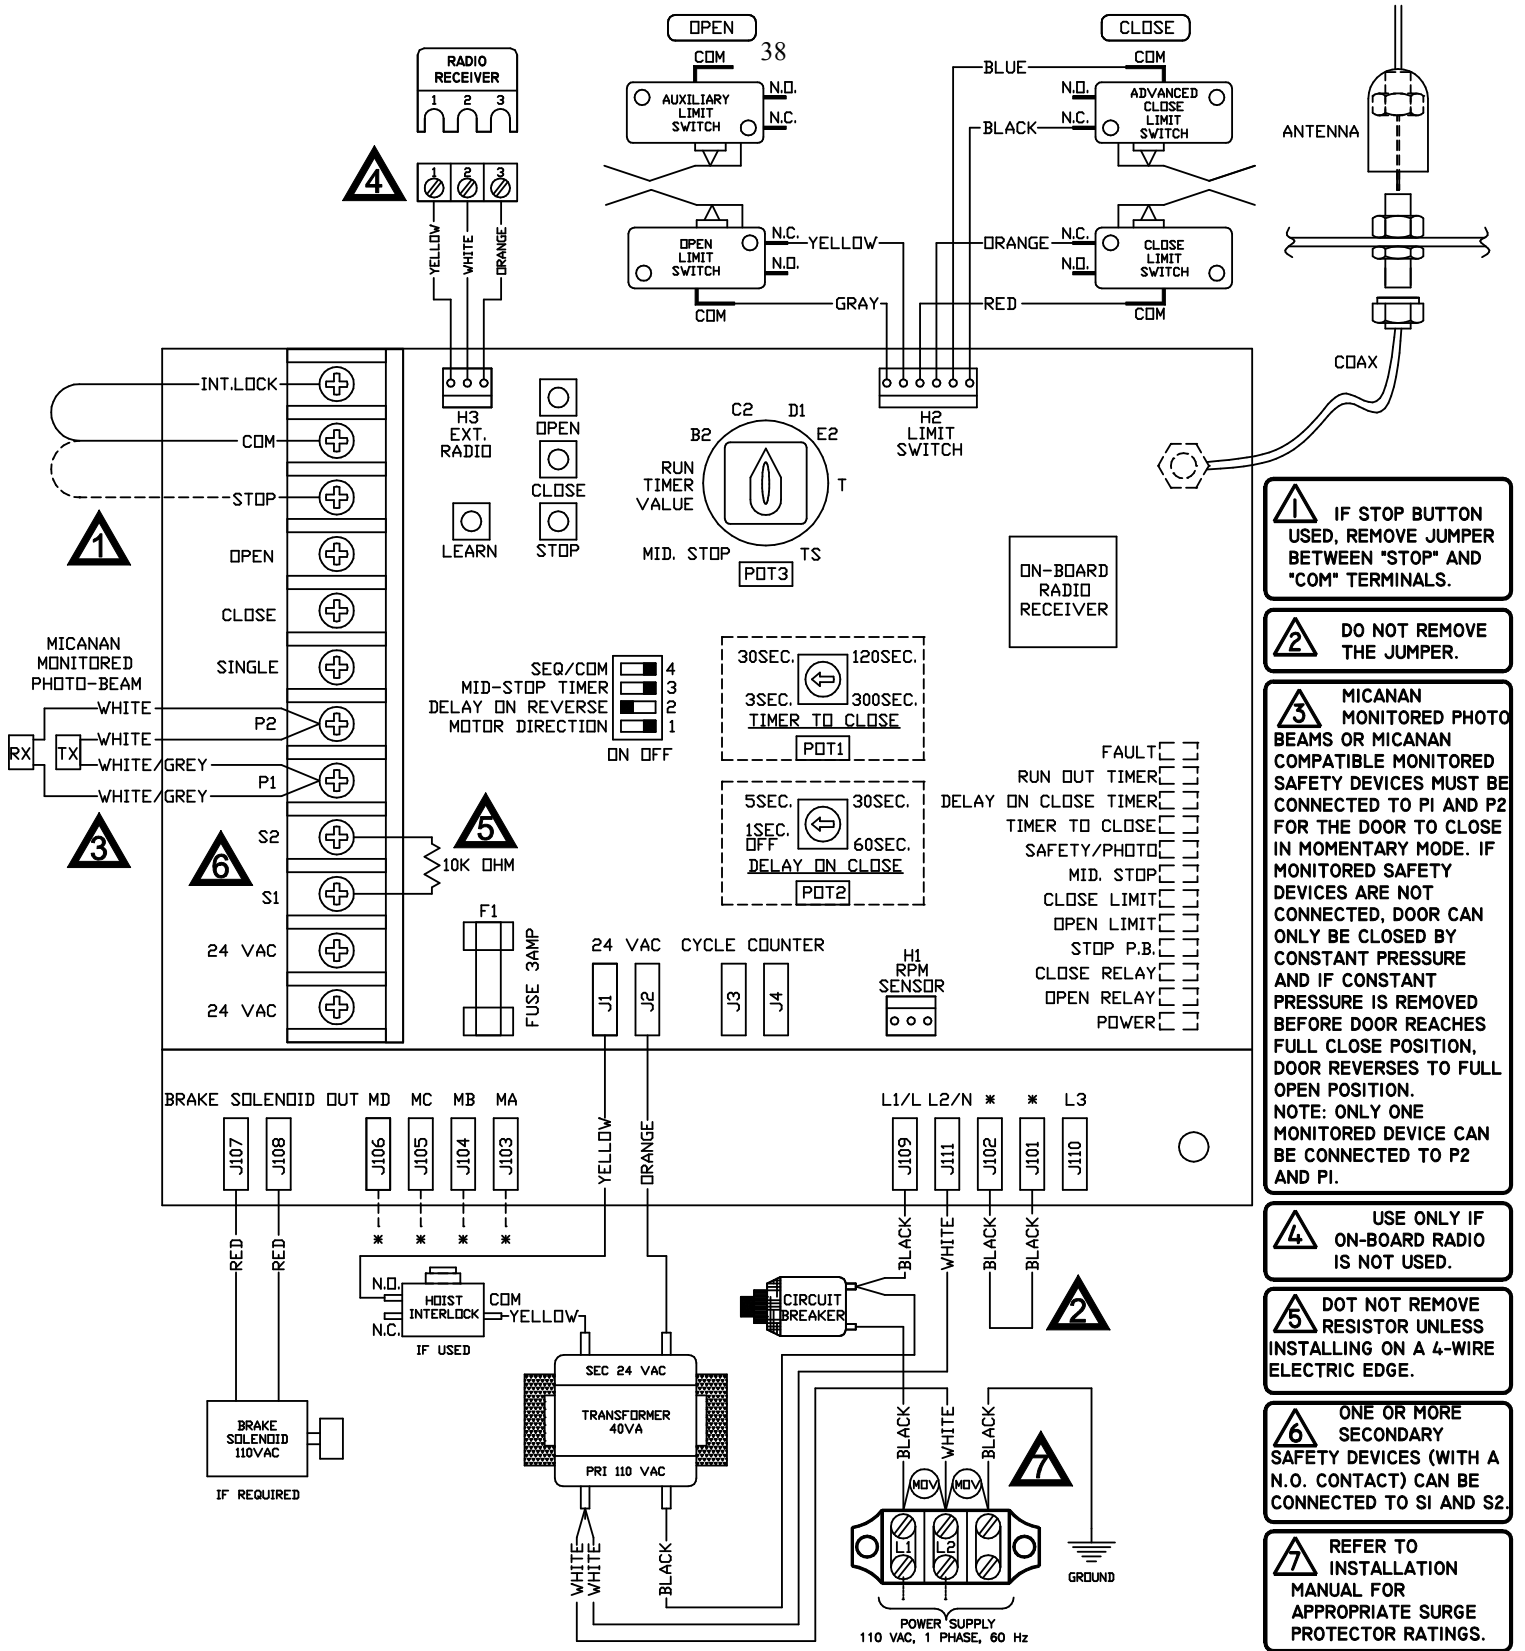 OPEN
CLOSE
38
COM
COM
RADIO
RECEIVER
1 2 3
AUXILIARY
LIMIT
SWITCH
N.O.
N.C.
BLUE
BLACK
N.O.
N.C.
ADVANCED
CLOSE
LIMIT
SWITCH
ANTENNA
4
1 2 3
YELLOW
WHITE
ORANGE
OPEN
LIMIT
SWITCH
N.C.
N.O.
YELLOW
ORANGE
N.C.
N.O.
CLOSE
LIMIT
SWITCH
COM
GRAY
RED
COM
COAX
INT.LOCK
COM
STOP
1
OPEN
CLOSE
SINGLE
P2
P1
S2
S1
24 VAC
24 VAC
H3
EXT.
RADIO
OPEN
CLOSE
STOP
LEARN
B2
C2
D1
E2
T
TS
RUN
TIMER
VALUE
MID. STOP
POT3
H2
LIMIT
SWITCH
ON-BOARD
RADIO
RECEIVER
MICANAN
MONITORED
PHOTO-BEAM
WHITE
WHITE
WHITE/GREY
WHITE/GREY
RX
TX
3
6
5
10K OHM
SEQ/COM 4
MID-STOP TIMER 3
DELAY ON REVERSE 2
MOTOR DIRECTION 1
ON OFF
30SEC. 120SEC.
3SEC. 300SEC.
TIMER TO CLOSE
POT1
5SEC. 30SEC.
1SEC.
OFF 60SEC.
DELAY ON CLOSE
POT2
FAULT
RUN OUT TIMER
DELAY ON CLOSE TIMER
TIMER TO CLOSE
SAFETY/PHOTO
MID. STOP
CLOSE LIMIT
OPEN LIMIT
STOP P.B.
CLOSE RELAY
OPEN RELAY
POWER
F1
FUSE 3AMP
24 VAC CYCLE COUNTER
J1
J2
J3
J4
H1
RPM
SENSOR
BRAKE SOLENOID OUT MD MC MB MA
J107
J108
J106
J105
J104
J103
YELLOW
ORANGE
L1/L L2/N * * L3
J109
J111
J102
J101
J110
RED
RED
* * * *
BLACK
WHITE
BLACK
BLACK
2
N.O.
N.C.
HOIST
INTERLOCK
COM
YELLOW
IF USED
CIRCUIT
BREAKER
SEC 24 VAC
TRANSFORMER
40VA
PRI 110 VAC
BRAKE
SOLENOID
110VAC
IF REQUIRED
WHITE
WHITE
BLACK
BLACK
WHITE
BLACK
MOV
MOV
7
L1
L2
GROUND
POWER SUPPLY
110 VAC, 1 PHASE, 60 Hz
1 IF STOP BUTTON
USED, REMOVE JUMPER
BETWEEN "STOP" AND
"COM" TERMINALS.
2 DO NOT REMOVE
THE JUMPER.
3 MICANAN
MONITORED PHOTO
BEAMS OR MICANAN
COMPATIBLE MONITORED
SAFETY DEVICES MUST BE
CONNECTED TO P1 AND P2
FOR THE DOOR TO CLOSE
IN MOMENTARY MODE. IF
MONITORED SAFETY
DEVICES ARE NOT
CONNECTED, DOOR CAN
ONLY BE CLOSED BY
CONSTANT PRESSURE
AND IF CONSTANT
PRESSURE IS REMOVED
BEFORE DOOR REACHES
FULL CLOSE POSITION,
DOOR REVERSES TO FULL
OPEN POSITION.
NOTE: ONLY ONE
MONITORED DEVICE CAN
BE CONNECTED TO P2
AND P1.
4 USE ONLY IF
ON-BOARD RADIO
IS NOT USED.
5 DOT NOT REMOVE
RESISTOR UNLESS
INSTALLING ON A 4-WIRE
ELECTRIC EDGE.
6 ONE OR MORE
SECONDARY
SAFETY DEVICES (WITH A
N.O. CONTACT) CAN BE
CONNECTED TO S1 AND S2.
7 REFER TO
INSTALLATION
MANUAL FOR
APPROPRIATE SURGE
PROTECTOR RATINGS.